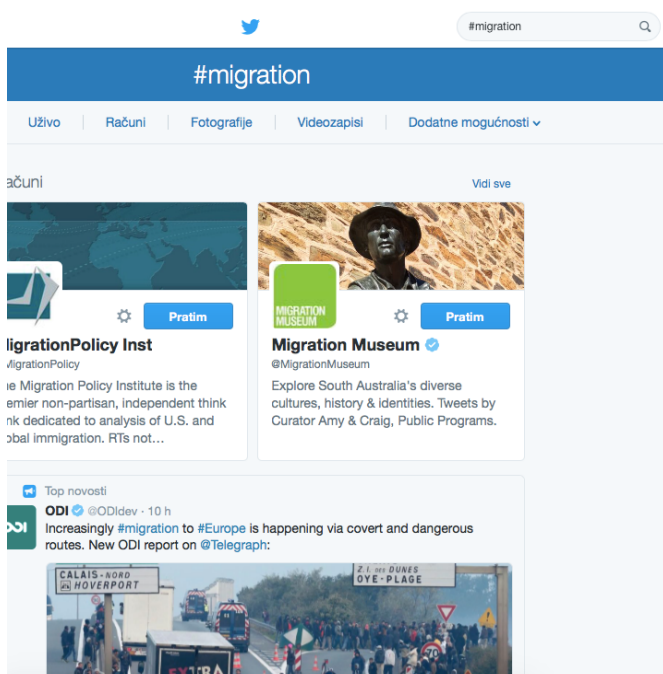 #migration
#migration
Uživo
Računi
Fotografije
Videozapisi
Dodatne mogućnosti
ačuni
Vidi sve
Pratim
MIGRATION
MUSEUM
Pratim
ligrationPolicy Inst
MigrationPolicy
e Migration Policy Institute is the
emier non-partisan, independent think
nk dedicated to analysis of U.S. and
obal immigration. RTs not...
Migration Museum
@MigrationMuseum
Explore South Australia's diverse
cultures, history & identities. Tweets by
Curator Amy & Craig, Public Programs.
Top novosti
ODI @ODIdev · 10 h
Increasingly #migration to #Europe is happening via covert and dangerous
routes. New ODI report on @Telegraph:
CALAIS-NORD
HOVERPORT
Z.I. DES DUNES
OYE-PLAGE
70
EXTRA